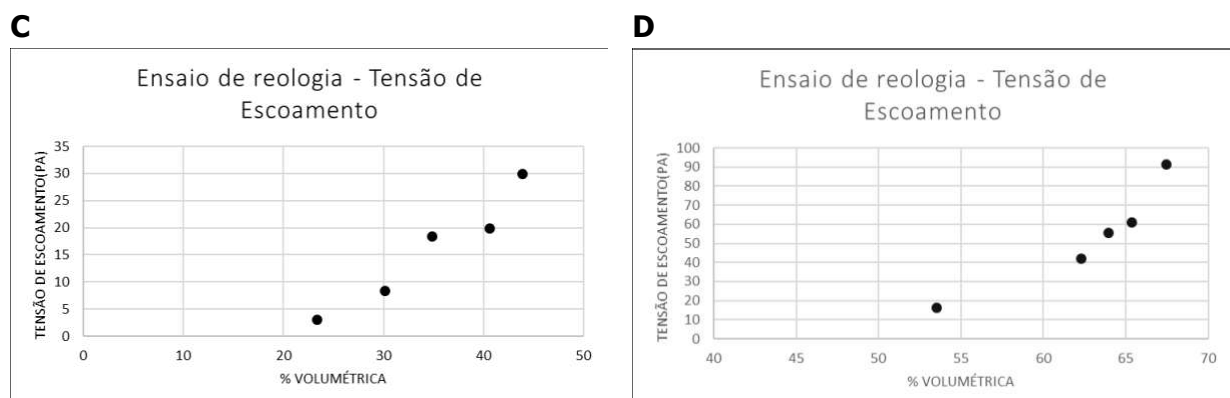 C
Ensaio de reologia - Tensão de
Escoamento
TENSÃO DE ESCOAMENTO(PA)
35
30
25
20
15
10
5
0
0 10 20 30 40 50
% VOLUMÉTRICA
D
Ensaio de reologia - Tensão de
Escoamento
TENSÃO DE ESCOAMENTO(PA)
100
90
80
70
60
50
40
30
20
10
0
40 45 50 55 60 65 70
% VOLUMÉTRICA